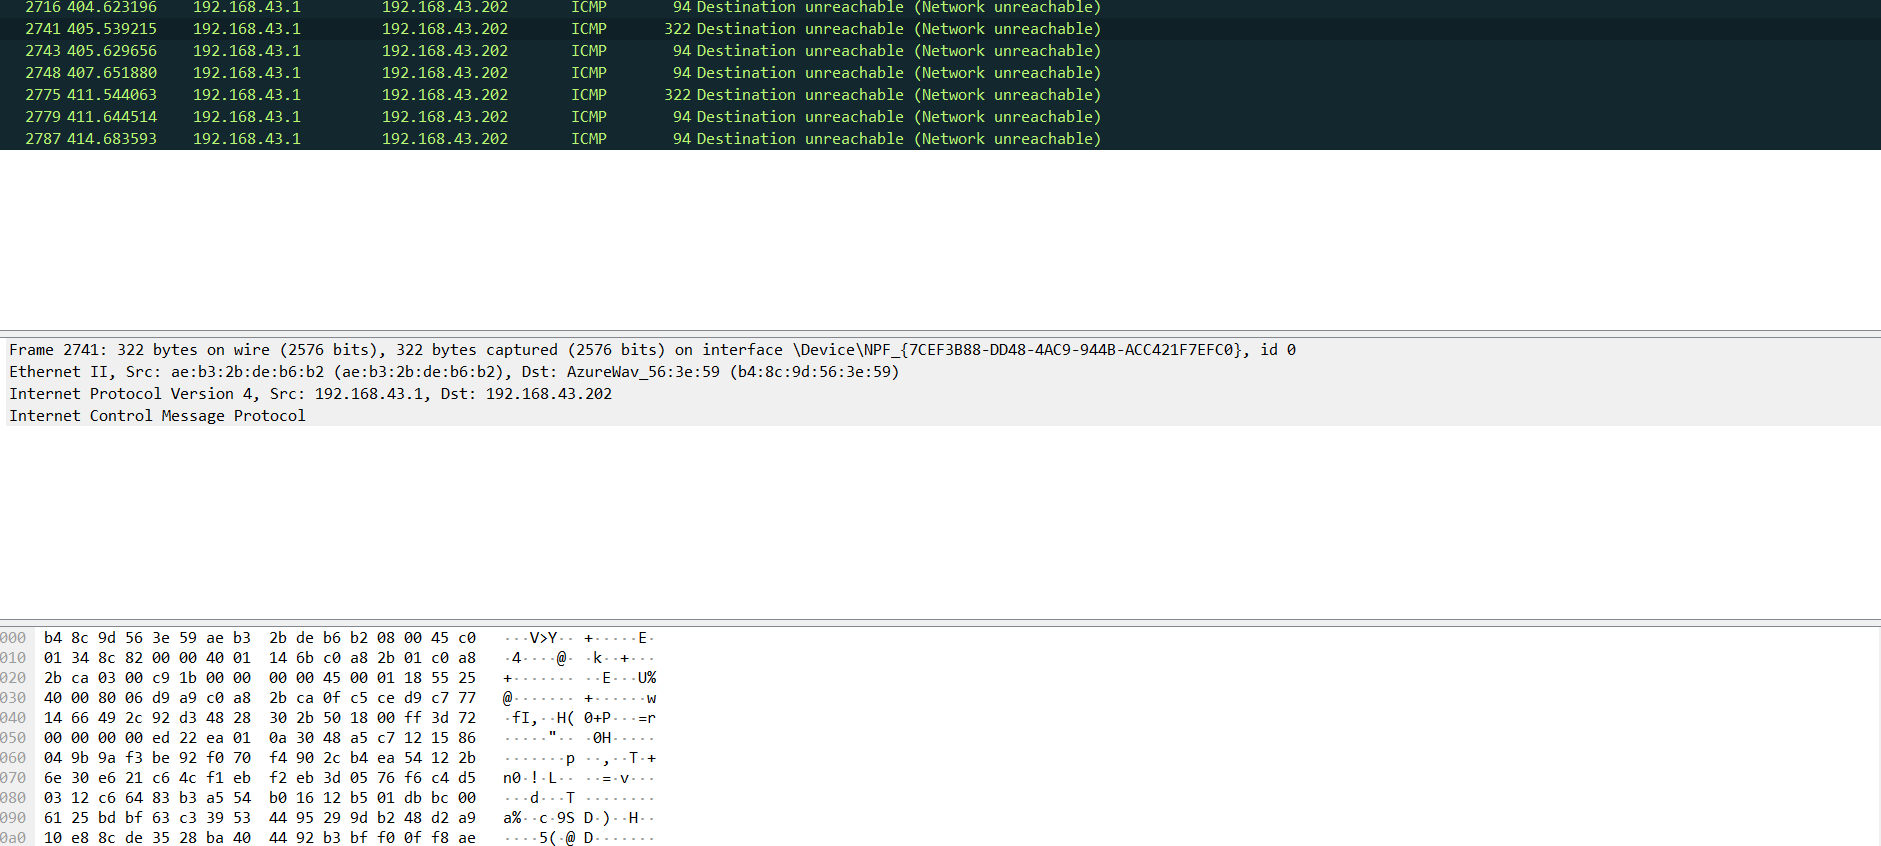 2716 404.623196 192.168.43.1 192.168.43.202 ICMP 94 Destination unreachable (Network unreachable)
2741 405.539215 192.168.43.1 192.168.43.202 ICMP 322 Destination unreachable (Network unreachable)
2743 405.629656 192.168.43.1 192.168.43.202 ICMP 94 Destination unreachable (Network unreachable)
2748 407.651880 192.168.43.1 192.168.43.202 ICMP 94 Destination unreachable (Network unreachable)
2775 411.544063 192.168.43.1 192.168.43.202 ICMP 322 Destination unreachable (Network unreachable)
2779 411.644514 192.168.43.1 192.168.43.202 ICMP 94 Destination unreachable (Network unreachable)
2787 414.683593 192.168.43.1 192.168.43.202 ICMP 94 Destination unreachable (Network unreachable)
Frame 2741: 322 bytes on wire (2576 bits), 322 bytes captured (2576 bits) on interface \Device\NPF_{7CEF3B88-DD48-4AC9-944B-ACC421F7EFC0}, id 0
Ethernet II, Src: ae:b3:2b:de:b6:b2 (ae:b3:2b:de:b6:b2), Dst: AzureWav_56:3e:59 (b4:8c:9d:56:3e:59)
Internet Protocol Version 4, Src: 192.168.43.1, Dst: 192.168.43.202
Internet Control Message Protocol
000 b4 8c 9d 56 3e 59 ae b3 2b de b6 b2 08 00 45 c0 ···V>Y·· +·····E·
010 01 34 8c 82 00 00 40 01 14 6b c0 a8 2b 01 c0 a8 ·4····@· ·k··+···
020 2b ca 03 00 c9 1b 00 00 00 00 45 00 01 18 55 25 +······· ··E···U%
030 40 00 80 06 d9 a9 c0 a8 2b ca 0f c5 ce d9 c7 77 @······· +······w
040 14 66 49 2c 92 d3 48 28 30 2b 50 18 00 ff 3d 72 ·fI,··H( 0+P···=r
050 00 00 00 00 ed 22 ea 01 0a 30 48 a5 c7 12 15 86 ·····"·· ·0H·····
060 04 9b 9a f3 be 92 f0 70 f4 90 2c b4 ea 54 12 2b ·······p ··,··T·+
070 6e 30 e6 21 c6 4c f1 eb f2 eb 3d 05 76 f6 c4 d5 n0·!·L·· ··=·v···
080 03 12 c6 64 83 b3 a5 54 b0 16 12 b5 01 db bc 00 ···d···T ········
090 61 25 bd bf 63 c3 39 53 44 95 29 9d b2 48 d2 a9 a%··c·9S D·)··H··
0a0 10 e8 8c de 35 28 ba 40 44 92 b3 bf f0 0f f8 ae ····5(·@ D·······